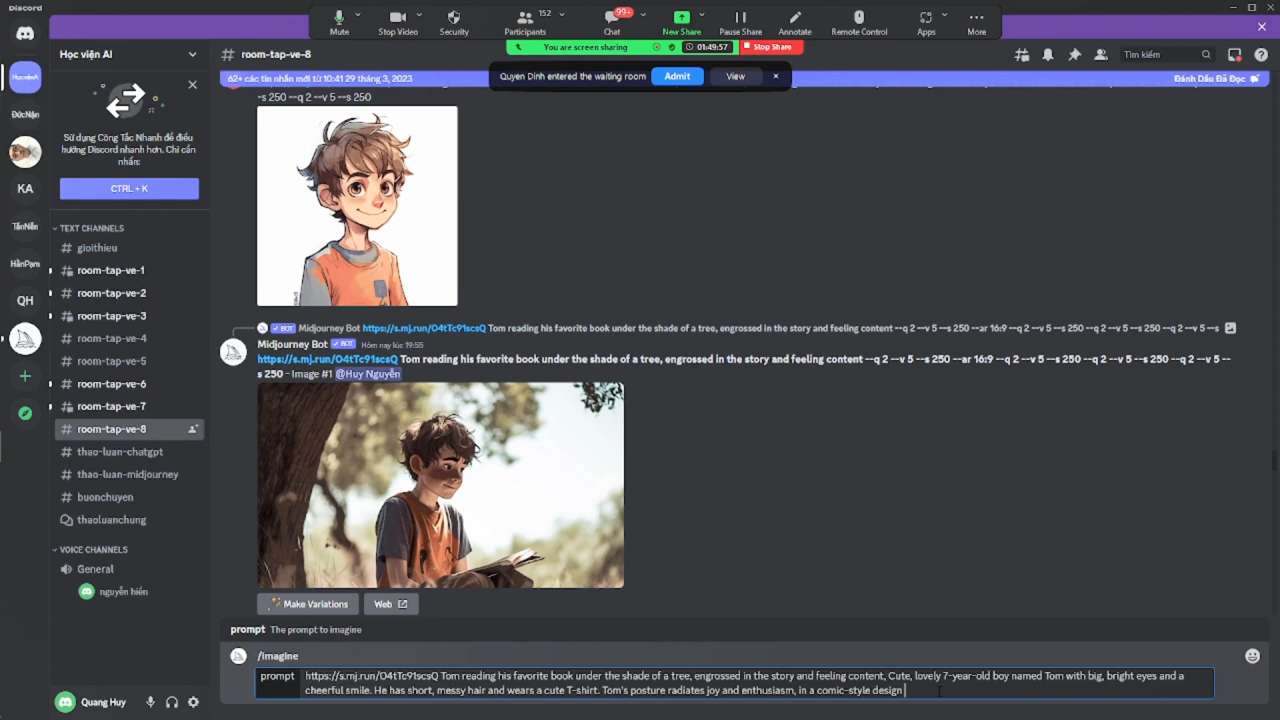 Discord
Mute
Stop Video
Security
152
Participants
99+
Chat
New Share
Pause Share
Annotate
Remote Control
Apps
More
You are screen sharing
01:49:57
Stop Share
Học viện AI
room-tap-ve-8
Tìm kiếm
62+ các tin nhắn mới từ 10:41 29 tháng 3, 2023
Quyen Dinh entered the waiting room
Admit
View
Đánh Dấu Đã Đọc
-s 250 --q 2 --v 5 --s 250
Sử dụng Công Tắc Nhanh để điều
hướng Discord nhanh hơn. Chỉ cần
nhấn:
CTRL + K
KA
QH
TEXT CHANNELS
gioithieu
room-tap-ve-1
room-tap-ve-2
room-tap-ve-3
room-tap-ve-4
room-tap-ve-5
room-tap-ve-6
room-tap-ve-7
room-tap-ve-8
thao-luan-chatgpt
thao-luan-midjourney
buonchuyen
thaoluanchung
VOICE CHANNELS
General
nguyễn hiền
Quang Huy
BOT Midjourney Bot https://s.mj.run/O4tTc91scsQ Tom reading his favorite book under the shade of a tree, engrossed in the story and feeling content --q 2 --v 5 --s 250 --ar 16:9 --q 2 --v 5 --s 250 --q 2 --v 5 --s 250 --q 2 --v 5 --s
Midjourney Bot BOT Hôm nay lúc 19:55
https://s.mj.run/O4tTc91scsQ Tom reading his favorite book under the shade of a tree, engrossed in the story and feeling content --q 2 --v 5 --s 250 --ar 16:9 --q 2 --v 5 --s 250 --q 2 --v 5 --s 250 --q 2 --v 5 --
s 250 - Image #1 @Huy Nguyễn
Make Variations
Web
prompt The prompt to imagine
/imagine
prompt https://s.mj.run/O4tTc91scsQ Tom reading his favorite book under the shade of a tree, engrossed in the story and feeling content, Cute, lovely 7-year-old boy named Tom with big, bright eyes and a
cheerful smile. He has short, messy hair and wears a cute T-shirt. Tom's posture radiates joy and enthusiasm, in a comic-style design